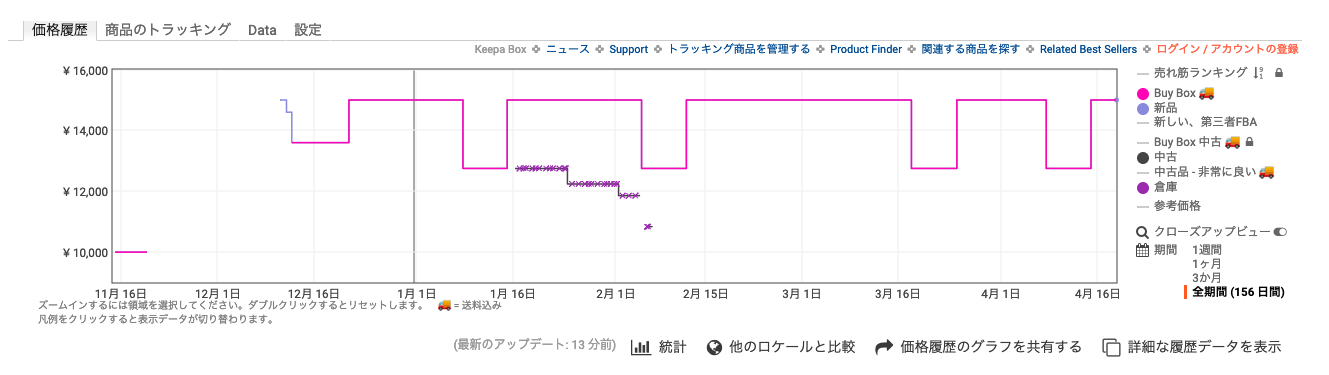 価格履歴 商品のトラッキング Data 設定
Keepa Box ニュース Support トラッキング商品を管理する Product Finder 関連する商品を探す Related Best Sellers ログイン / アカウントの登録
¥ 16,000
¥ 14,000
¥ 12,000
¥ 10,000
11月 16日 12月 1日 12月 16日 1月 1日 1月 16日 2月 1日 2月 15日 3月 1日 3月 16日 4月 1日 4月 16日
売れ筋ランキング
Buy Box
新品
新しい、第三者FBA
Buy Box 中古
中古
中古品 - 非常に良い
倉庫
参考価格
クローズアップビュー
期間 1週間
1ヶ月
3か月
全期間 (156 日間)
ズームインするには領域を選択してください。ダブルクリックするとリセットします。 = 送料込み
凡例をクリックすると表示データが切り替わります。
(最新のアップデート: 13 分前) 統計 他のロケールと比較 価格履歴のグラフを共有する 詳細な履歴データを表示